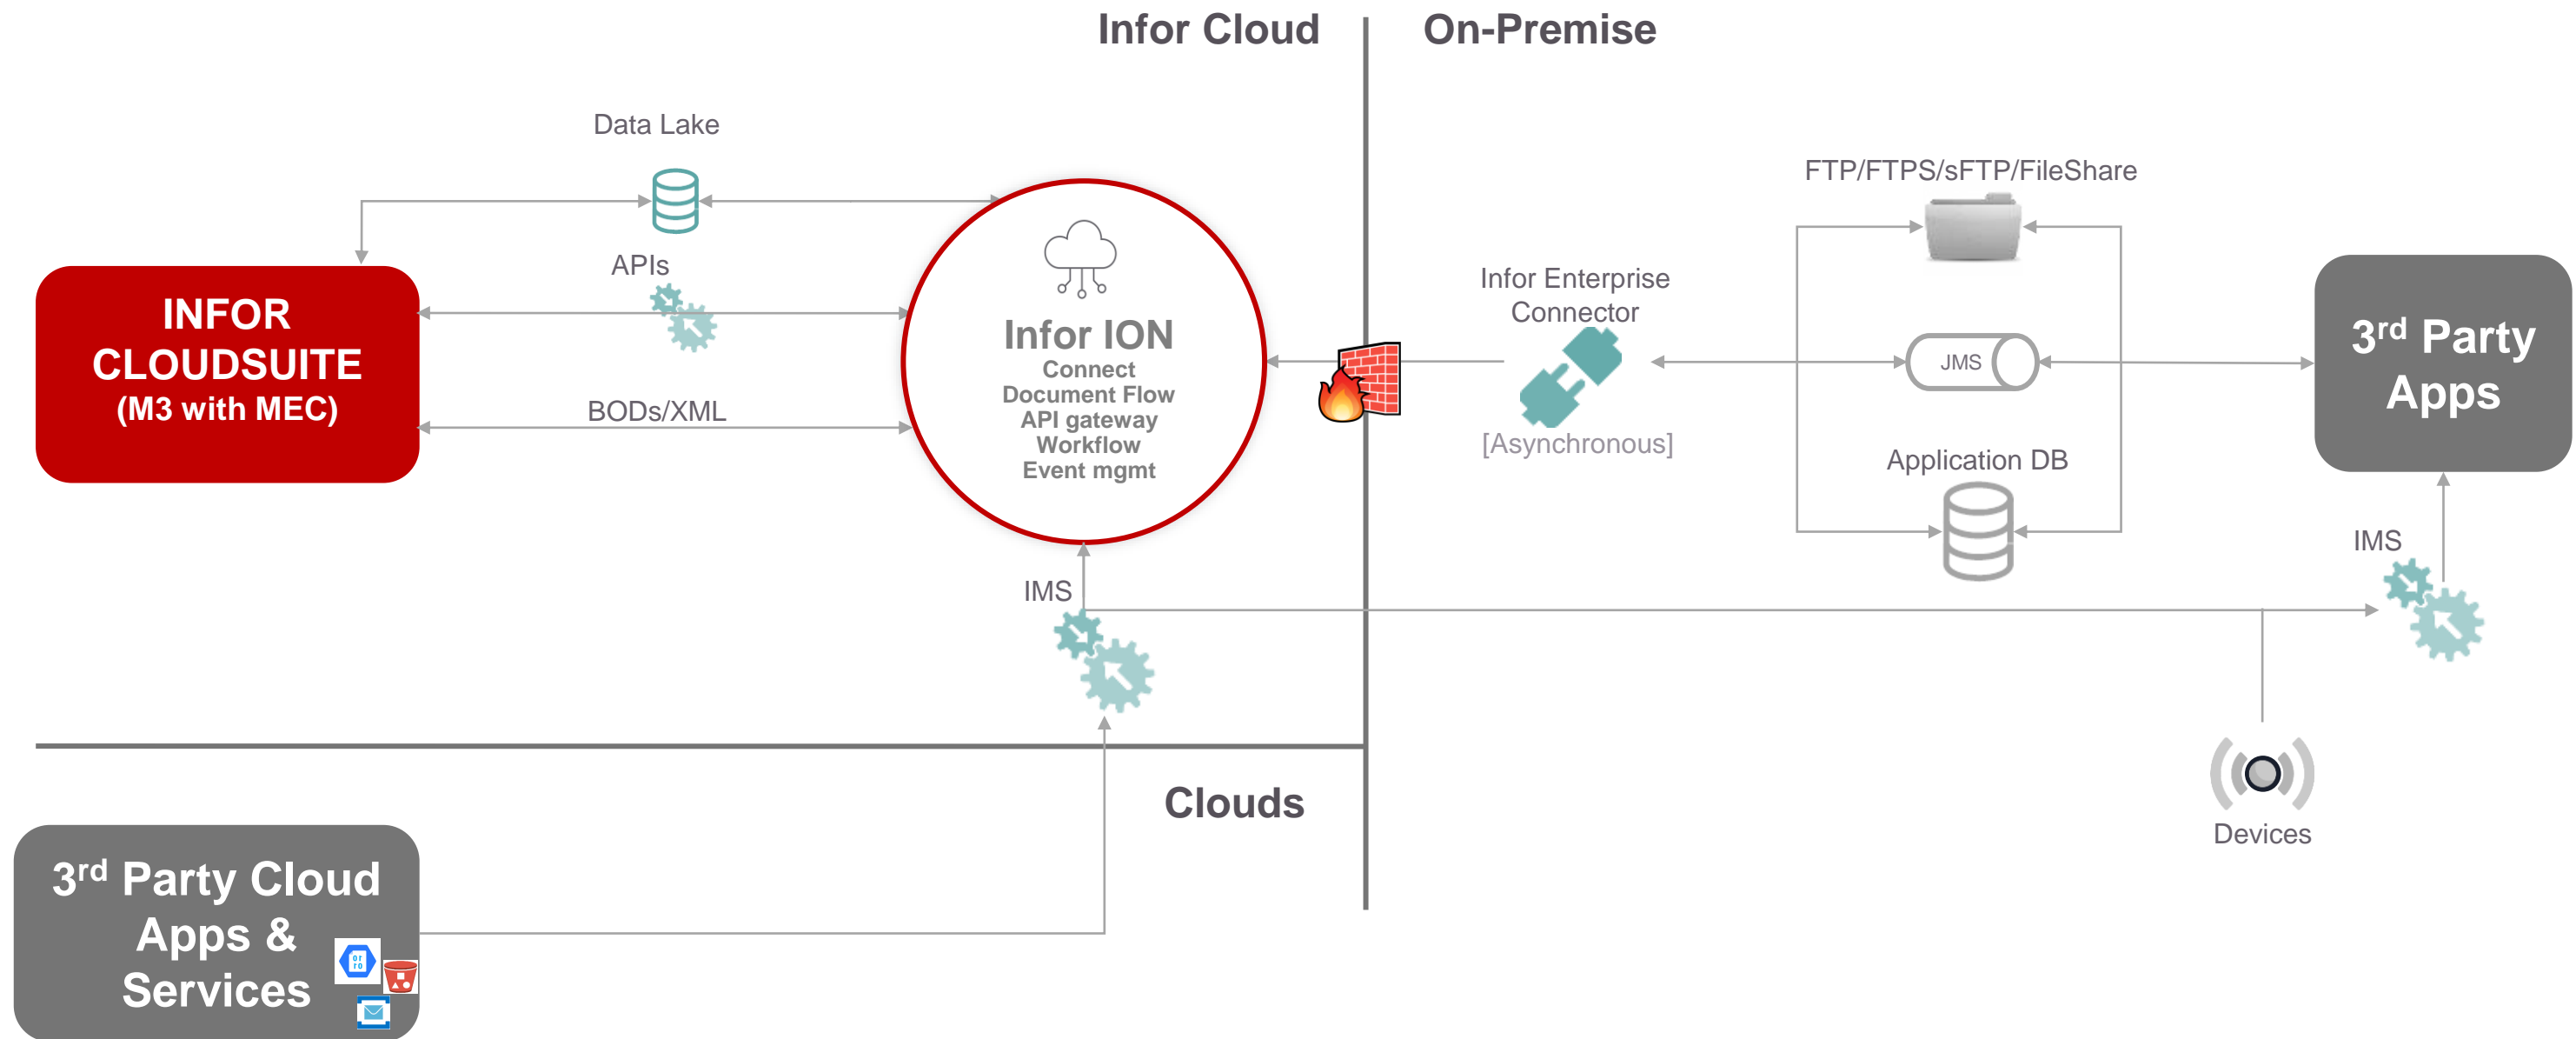 Infor Cloud
On-Premise
Data Lake
FTP/FTPS/sFTP/FileShare
APIs
INFOR
CLOUDSUITE
(M3 with MEC)
BODs/XML
Infor ION
Connect
Document Flow
API gateway
Workflow
Event mgmt
Infor Enterprise
Connector
[Asynchronous]
JMS
Application DB
3rd Party
Apps
IMS
IMS
Clouds
Devices
3rd Party Cloud
Apps &
Services